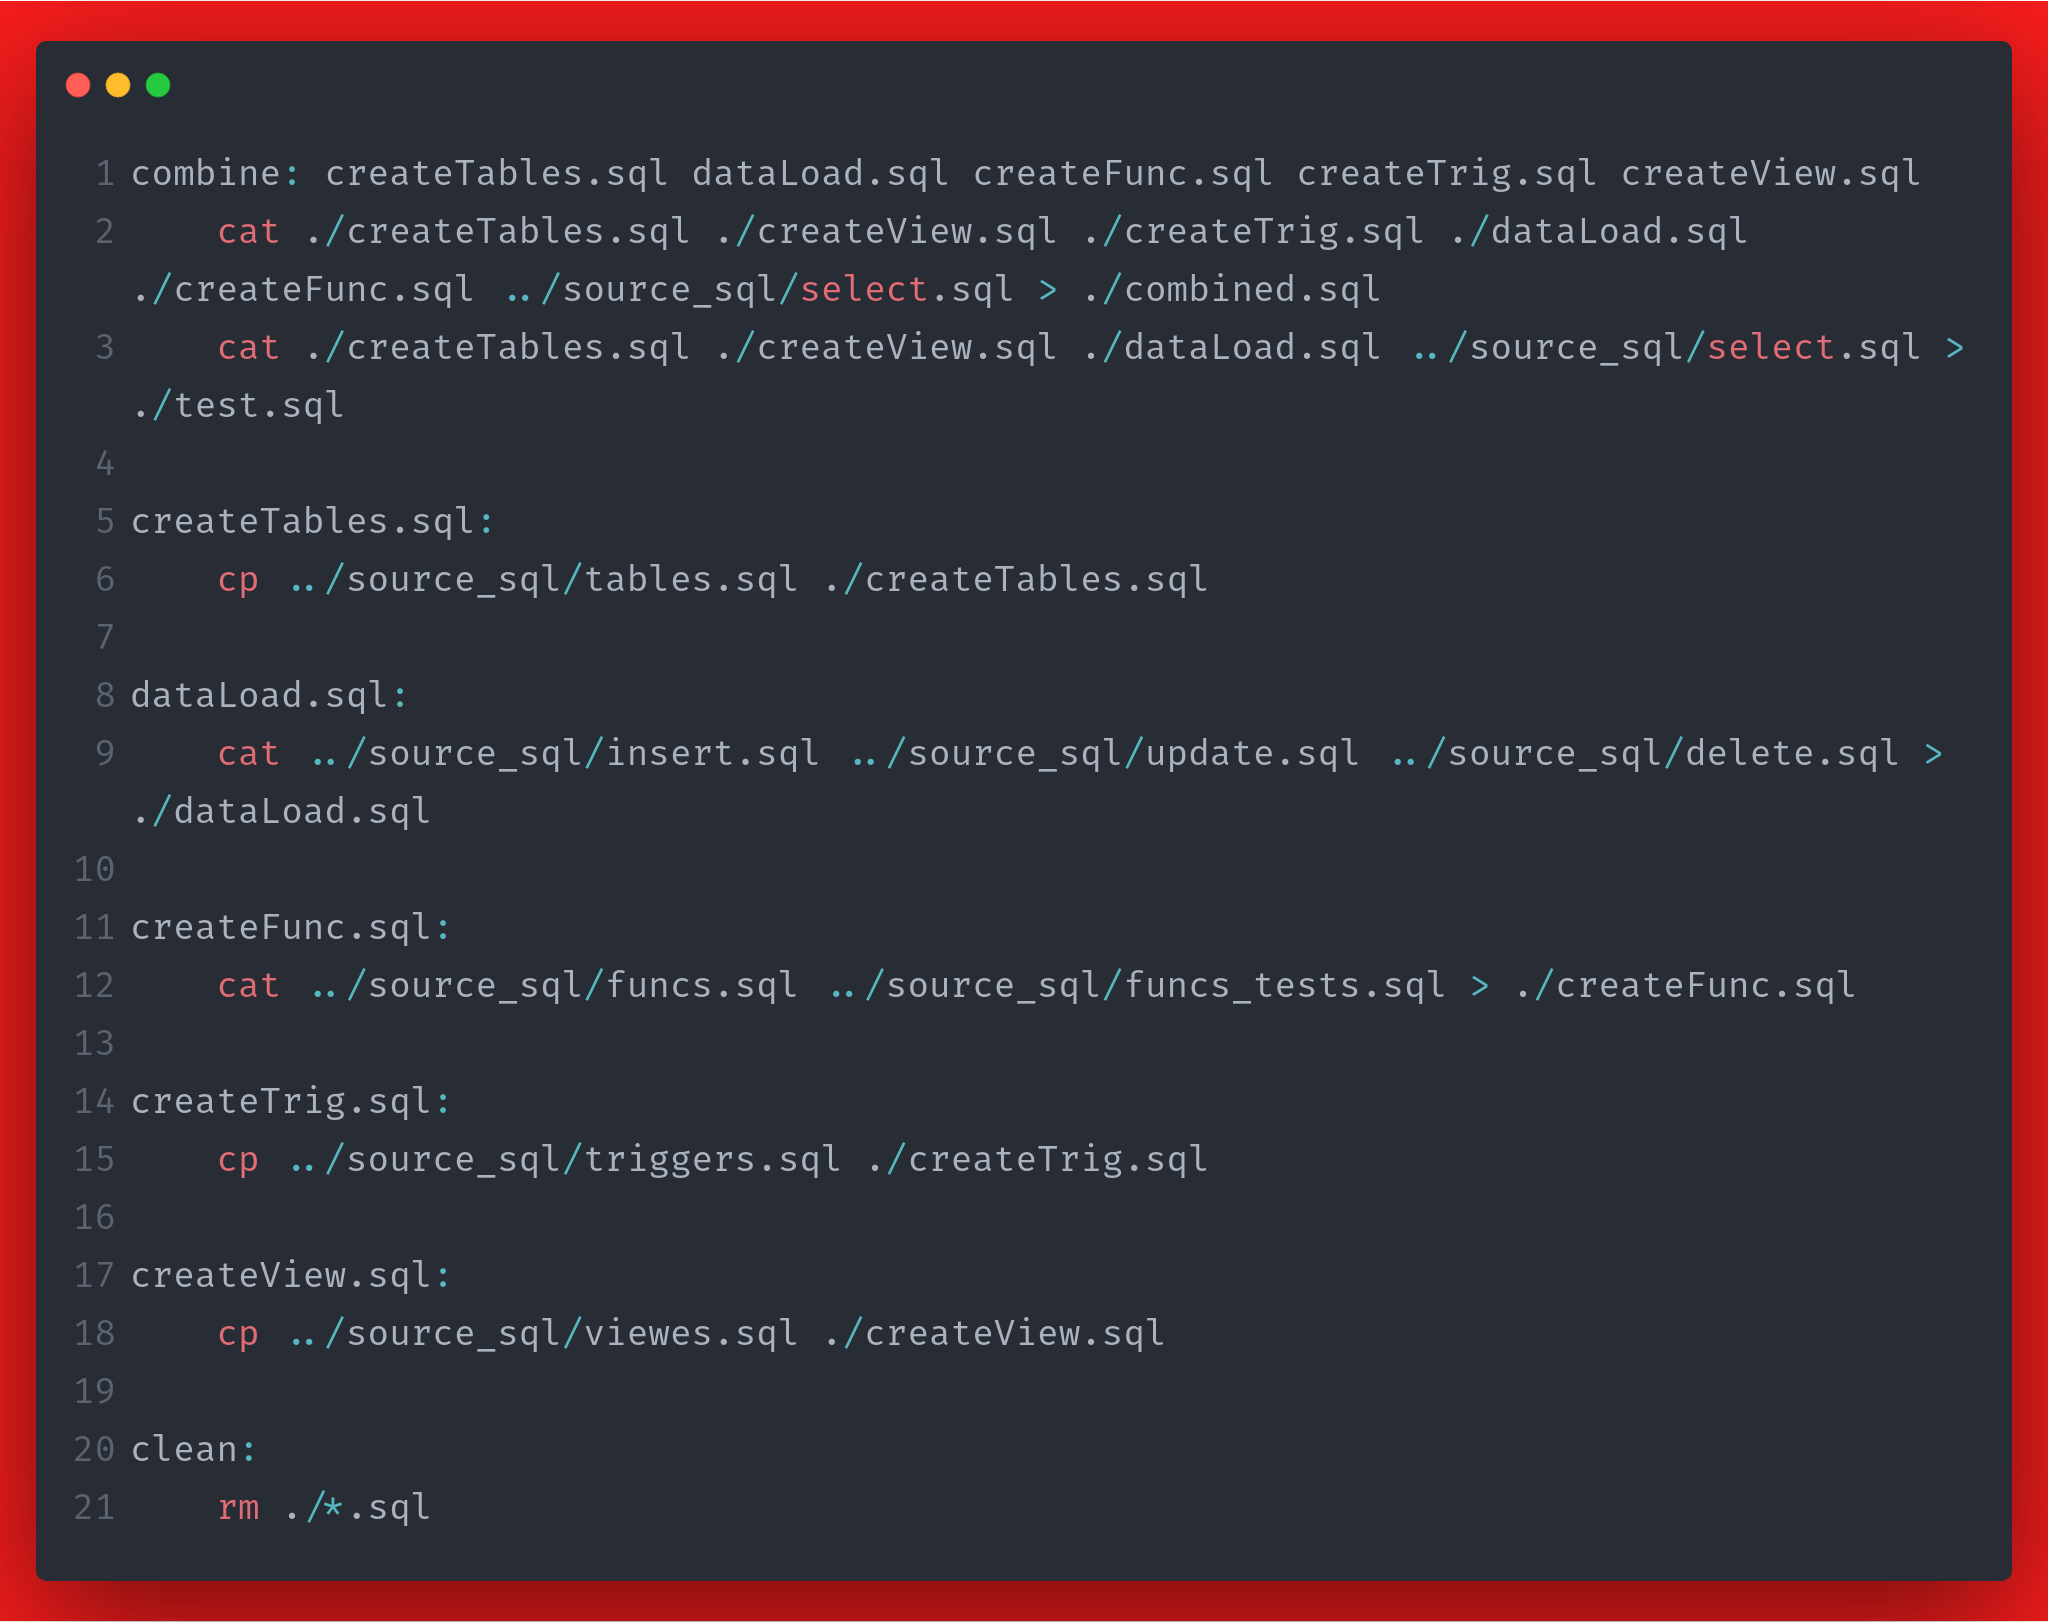 1 combine: createTables.sql dataLoad.sql createFunc.sql createTrig.sql createView.sql
2     cat ./createTables.sql ./createView.sql ./createTrig.sql ./dataLoad.sql
./createFunc.sql ../source_sql/select.sql > ./combined.sql
3     cat ./createTables.sql ./createView.sql ./dataLoad.sql ../source_sql/select.sql >
./test.sql
4
5 createTables.sql:
6     cp ../source_sql/tables.sql ./createTables.sql
7
8 dataLoad.sql:
9     cat ../source_sql/insert.sql ../source_sql/update.sql ../source_sql/delete.sql >
./dataLoad.sql
10
11 createFunc.sql:
12     cat ../source_sql/funcs.sql ../source_sql/funcs_tests.sql > ./createFunc.sql
13
14 createTrig.sql:
15     cp ../source_sql/triggers.sql ./createTrig.sql
16
17 createView.sql:
18     cp ../source_sql/viewes.sql ./createView.sql
19
20 clean:
21     rm ./*.sql